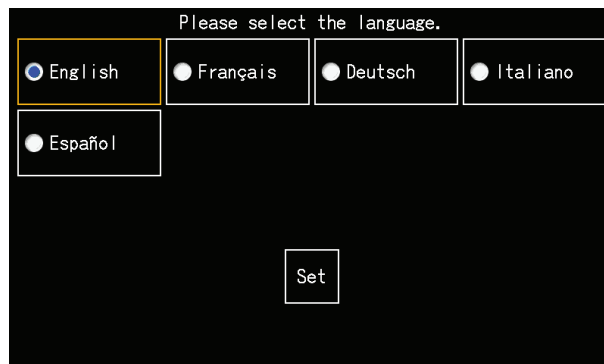 Please select the language.
English Français Deutsch Italiano
Español
Set